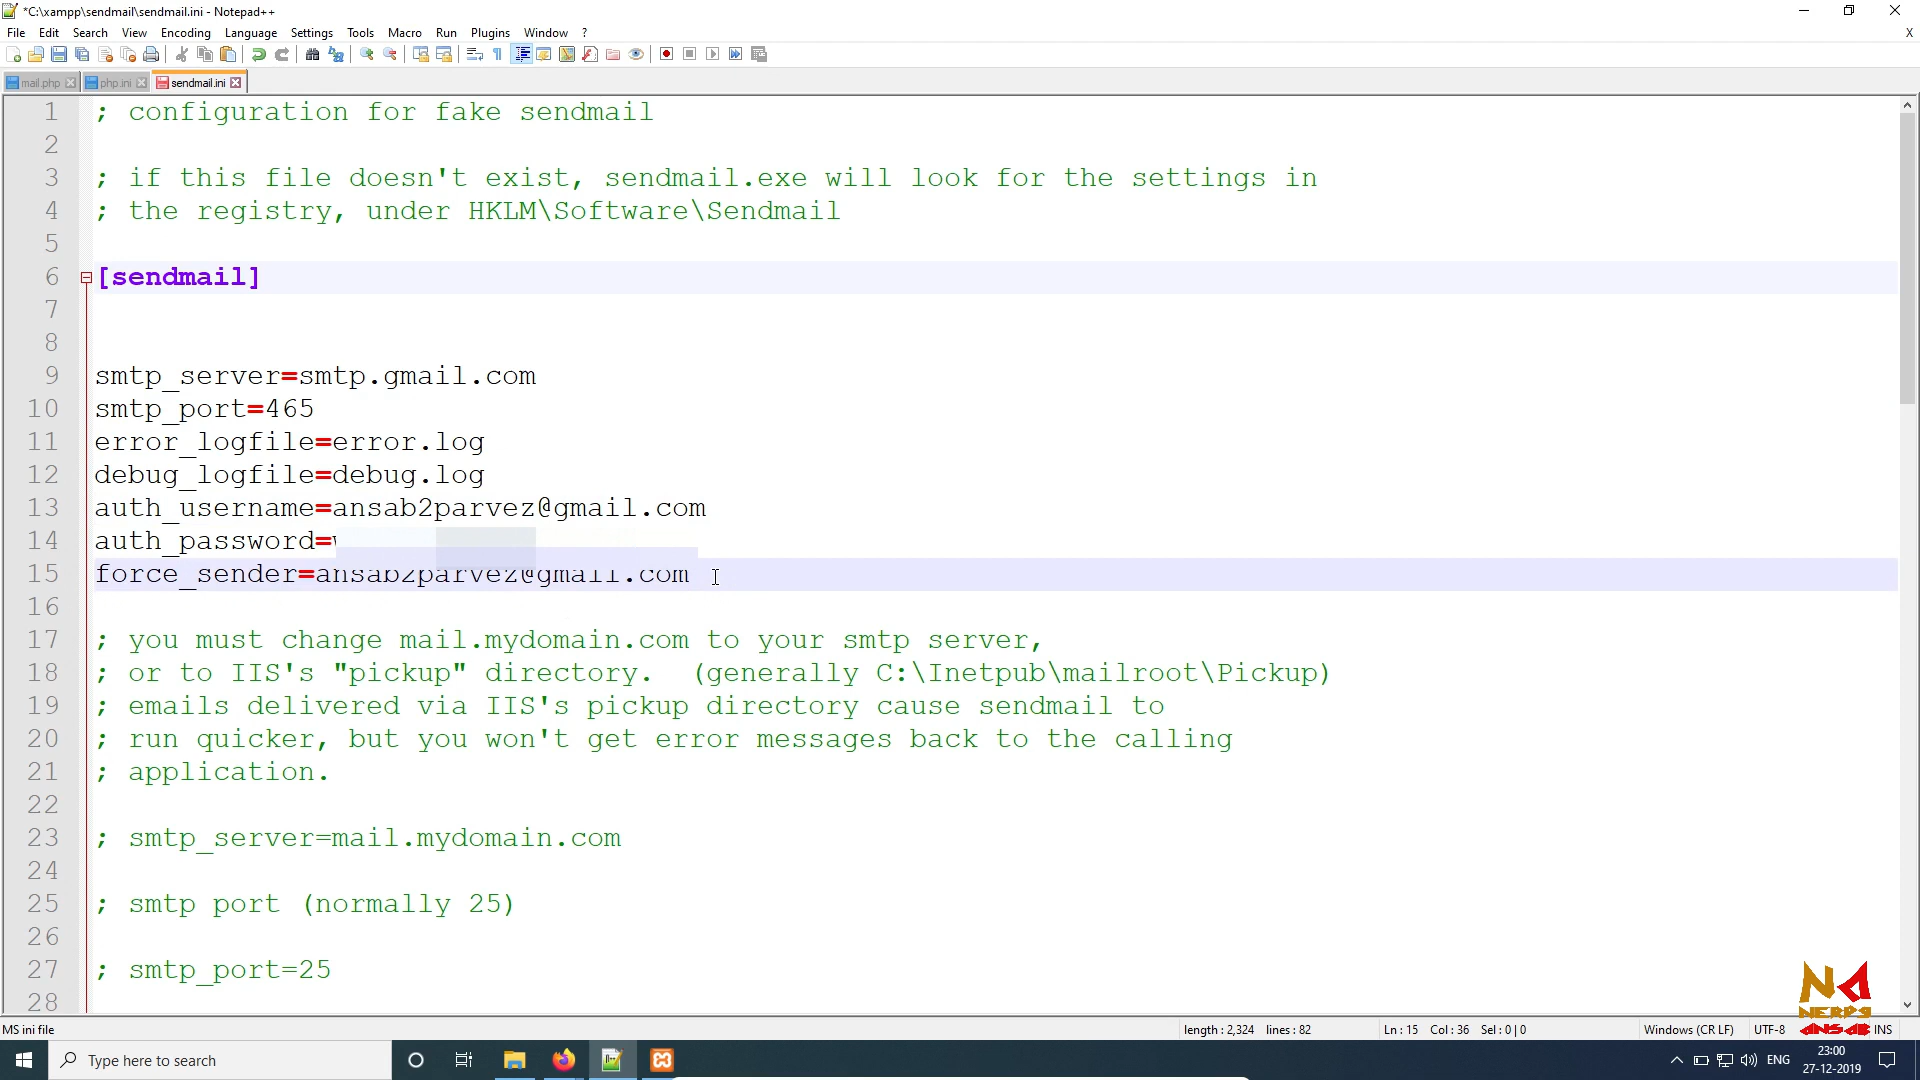 *C:\xampp\sendmail\sendmail.ini - Notepad++
File Edit Search View Encoding Language Settings Tools Macro Run Plugins Window ? X
mail.php php.ini sendmail.ini
1 ; configuration for fake sendmail
2
3 ; if this file doesn't exist, sendmail.exe will look for the settings in
4 ; the registry, under HKLM\Software\Sendmail
5
6 [sendmail]
7
8
9 smtp_server=smtp.gmail.com
10 smtp_port=465
11 error_logfile=error.log
12 debug_logfile=debug.log
13 auth_username=ansab2parvez@gmail.com
14 auth_password=
15 force_sender=ansab2parvez@gmail.com
16
17 ; you must change mail.mydomain.com to your smtp server,
18 ; or to IIS's "pickup" directory. (generally C:\Inetpub\mailroot\Pickup)
19 ; emails delivered via IIS's pickup directory cause sendmail to
20 ; run quicker, but you won't get error messages back to the calling
21 ; application.
22
23 ; smtp_server=mail.mydomain.com
24
25 ; smtp port (normally 25)
26
27 ; smtp_port=25
28
NA
NERDS
ANSAB
MS ini file length : 2,324 lines : 82 Ln : 15 Col : 36 Sel : 0 | 0 Windows (CR LF) UTF-8 INS
Type here to search ENG 23:00
27-12-2019